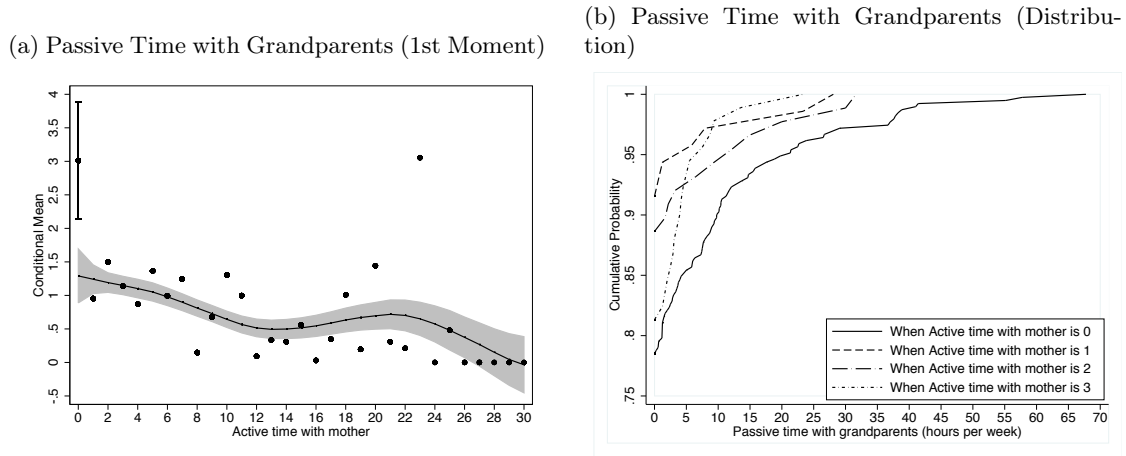 (a) Passive Time with Grandparents (1st Moment)
Conditional Mean
4
3.5
3
2.5
2
1.5
1
.5
0
-.5
0 2 4 6 8 10 12 14 16 18 20 22 24 26 28 30
Active time with mother
(b) Passive Time with Grandparents (Distribu-
tion)
Cumulative Probability
1
.95
.9
.85
.8
.75
When Active time with mother is 0
When Active time with mother is 1
When Active time with mother is 2
When Active time with mother is 3
0 5 10 15 20 25 30 35 40 45 50 55 60 65 70
Passive time with grandparents (hours per week)